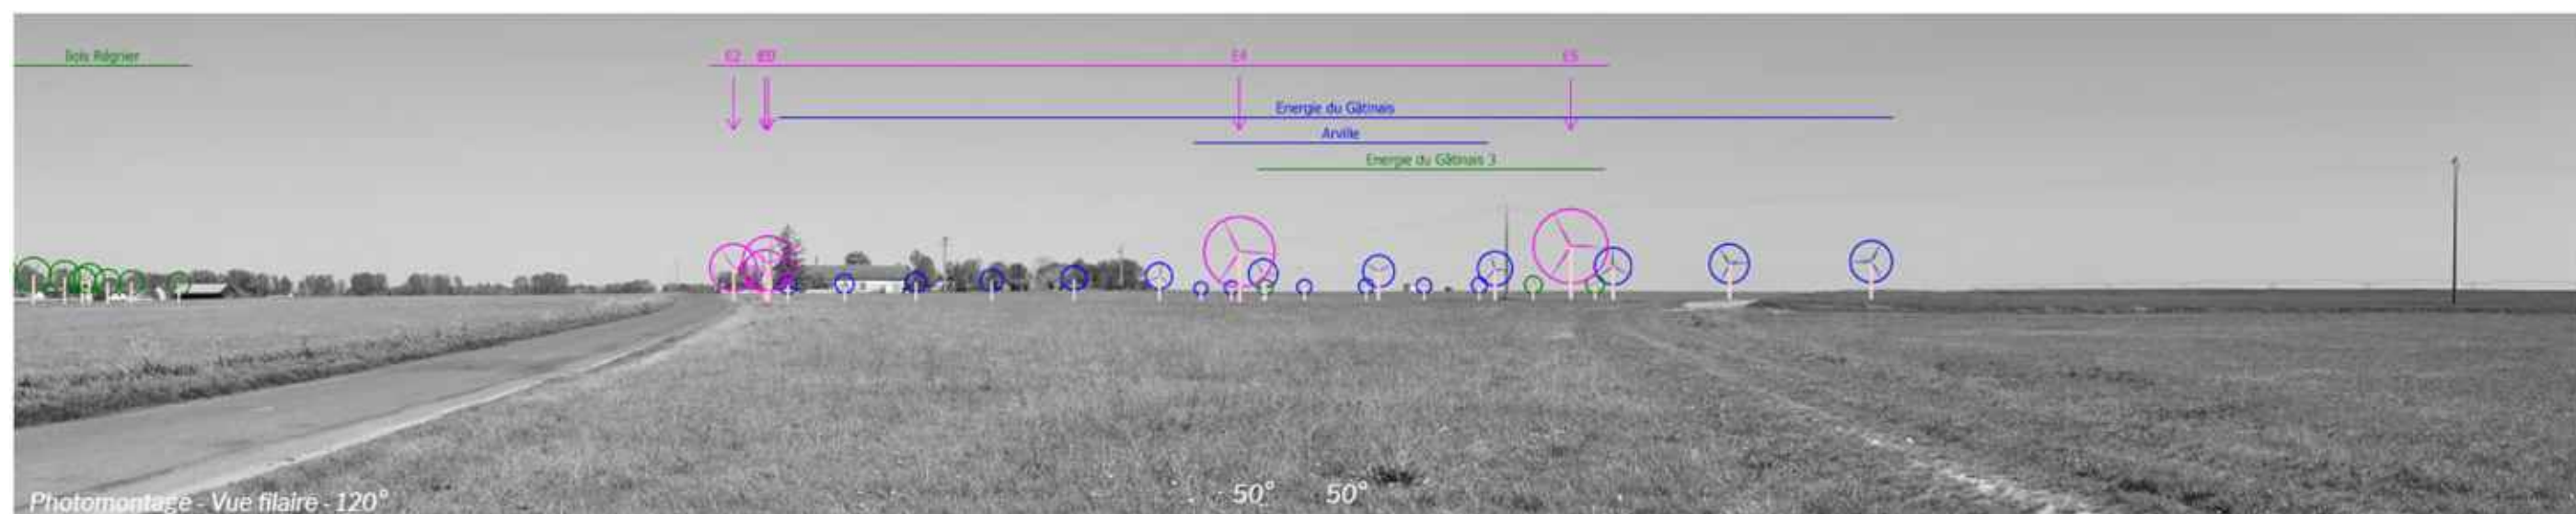 Bois Régnier
E2
E4
E5
Energie du Gâtinais
Arville
Energie du Gâtinais 3
Photomontage - Vue filaire - 120°
50° 50°